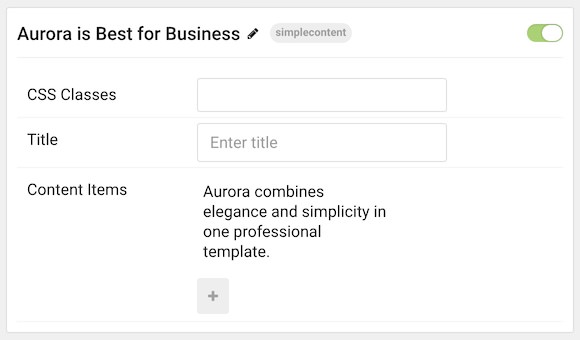 Aurora is Best for Business simplecontent
CSS Classes
Title Enter title
Content Items
Aurora combines
elegance and simplicity in
one professional
template.
+